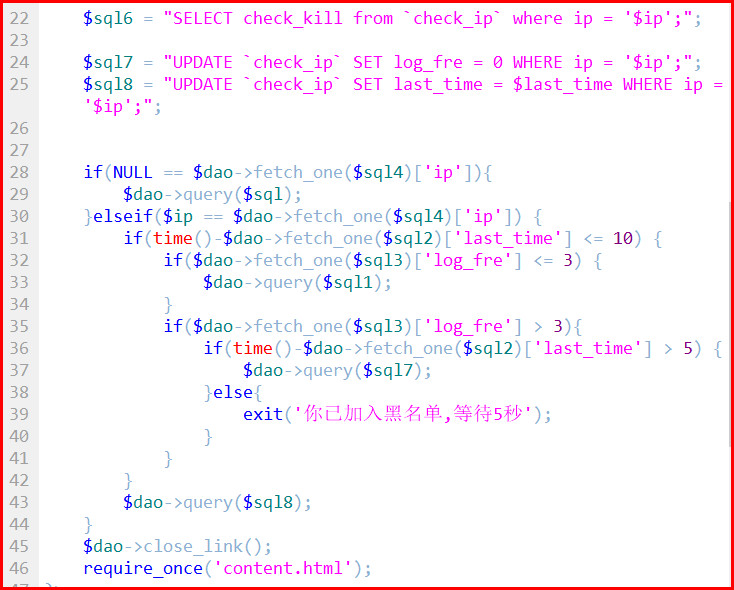 22 $sql6 = "SELECT check_kill from `check_ip` where ip = '$ip';";
23
24 $sql7 = "UPDATE `check_ip` SET log_fre = 0 WHERE ip = '$ip';";
25 $sql8 = "UPDATE `check_ip` SET last_time = $last_time WHERE ip =
'$ip';";
26
27
28 if(NULL == $dao->fetch_one($sql4)['ip']){
29 $dao->query($sql);
30 }elseif($ip == $dao->fetch_one($sql4)['ip']) {
31 if(time()-$dao->fetch_one($sql2)['last_time'] <= 10) {
32 if($dao->fetch_one($sql3)['log_fre'] <= 3) {
33 $dao->query($sql1);
34 }
35 if($dao->fetch_one($sql3)['log_fre'] > 3){
36 if(time()-$dao->fetch_one($sql2)['last_time'] > 5) {
37 $dao->query($sql7);
38 }else{
39 exit('你已加入黑名单,等待5秒');
40 }
41 }
42 }
43 $dao->query($sql8);
44 }
45 $dao->close_link();
46 require_once('content.html');